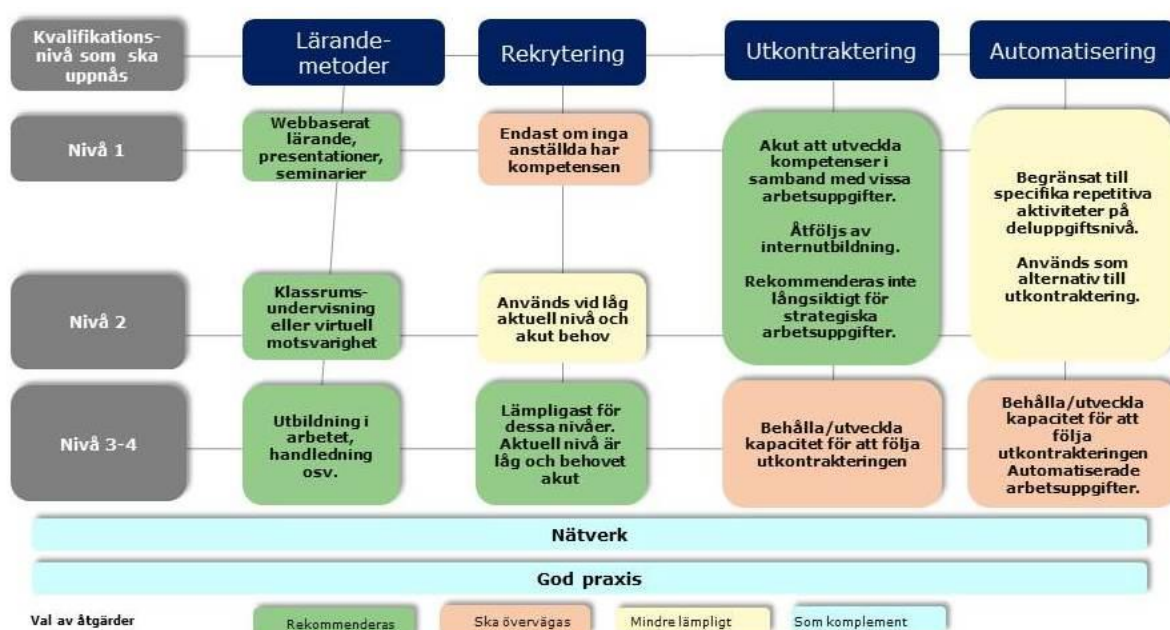 Kvalifikations-
nivå som ska
uppnås
Lärande-
metoder
Rekrytering
Utkontraktering
Automatisering
Nivå 1
Webbaserat
lärande,
presentationer,
seminarier
Endast om inga
anställda har
kompetensen
Akut att utveckla
kompetenser i
samband med vissa
arbetsuppgifter.
Åtföljs av
internutbildning.
Rekommenderas inte
långsiktigt för
strategiska
arbetsuppgifter.
Begränsat till
specifika repetitiva
aktiviteter på
deluppgiftsnivå.
Används som
alternativ till
utkontraktering.
Nivå 2
Klassrums-
undervisning
eller virtuell
motsvarighet
Används vid låg
aktuell nivå och
akut behov
Nivå 3-4
Utbildning i
arbetet,
handledning
osv.
Lämpligast för
dessa nivåer.
Aktuell nivå är
låg och behovet
akut
Behålla/utveckla
kapacitet för att följa
utkontrakteringen
Behålla/utveckla
kapacitet för att
följa
utkontrakteringen
Automatiserade
arbetsuppgifter.
Nätverk
God praxis
Val av åtgärder
Rekommenderas
Ska övervägas
Mindre lämpligt
Som komplement